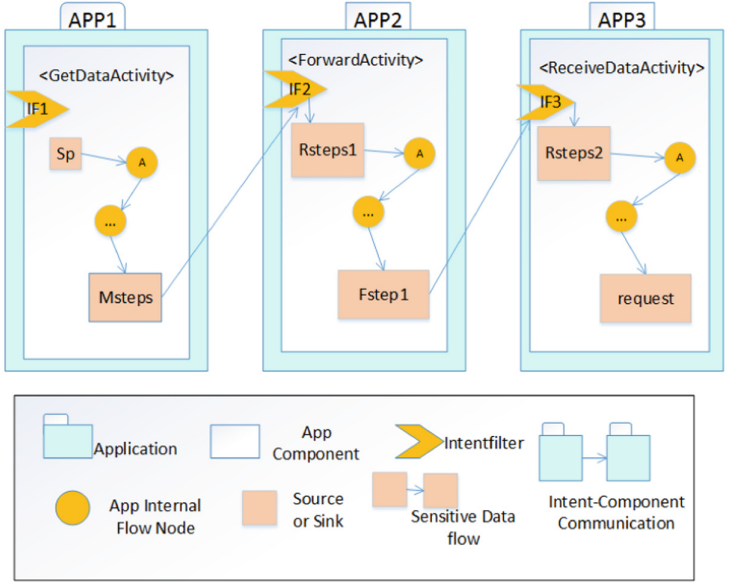 APP1
<GetDataActivity>
IF1
Sp
A
...
Msteps
APP2
<ForwardActivity>
IF2
Rsteps1
A
...
Fstep1
APP3
<ReceiveDataActivity>
IF3
Rsteps2
A
...
request
Application
App
Component
Intentfilter
App Internal
Flow Node
Source
or Sink
Sensitive Data
flow
Intent-Component
Communication